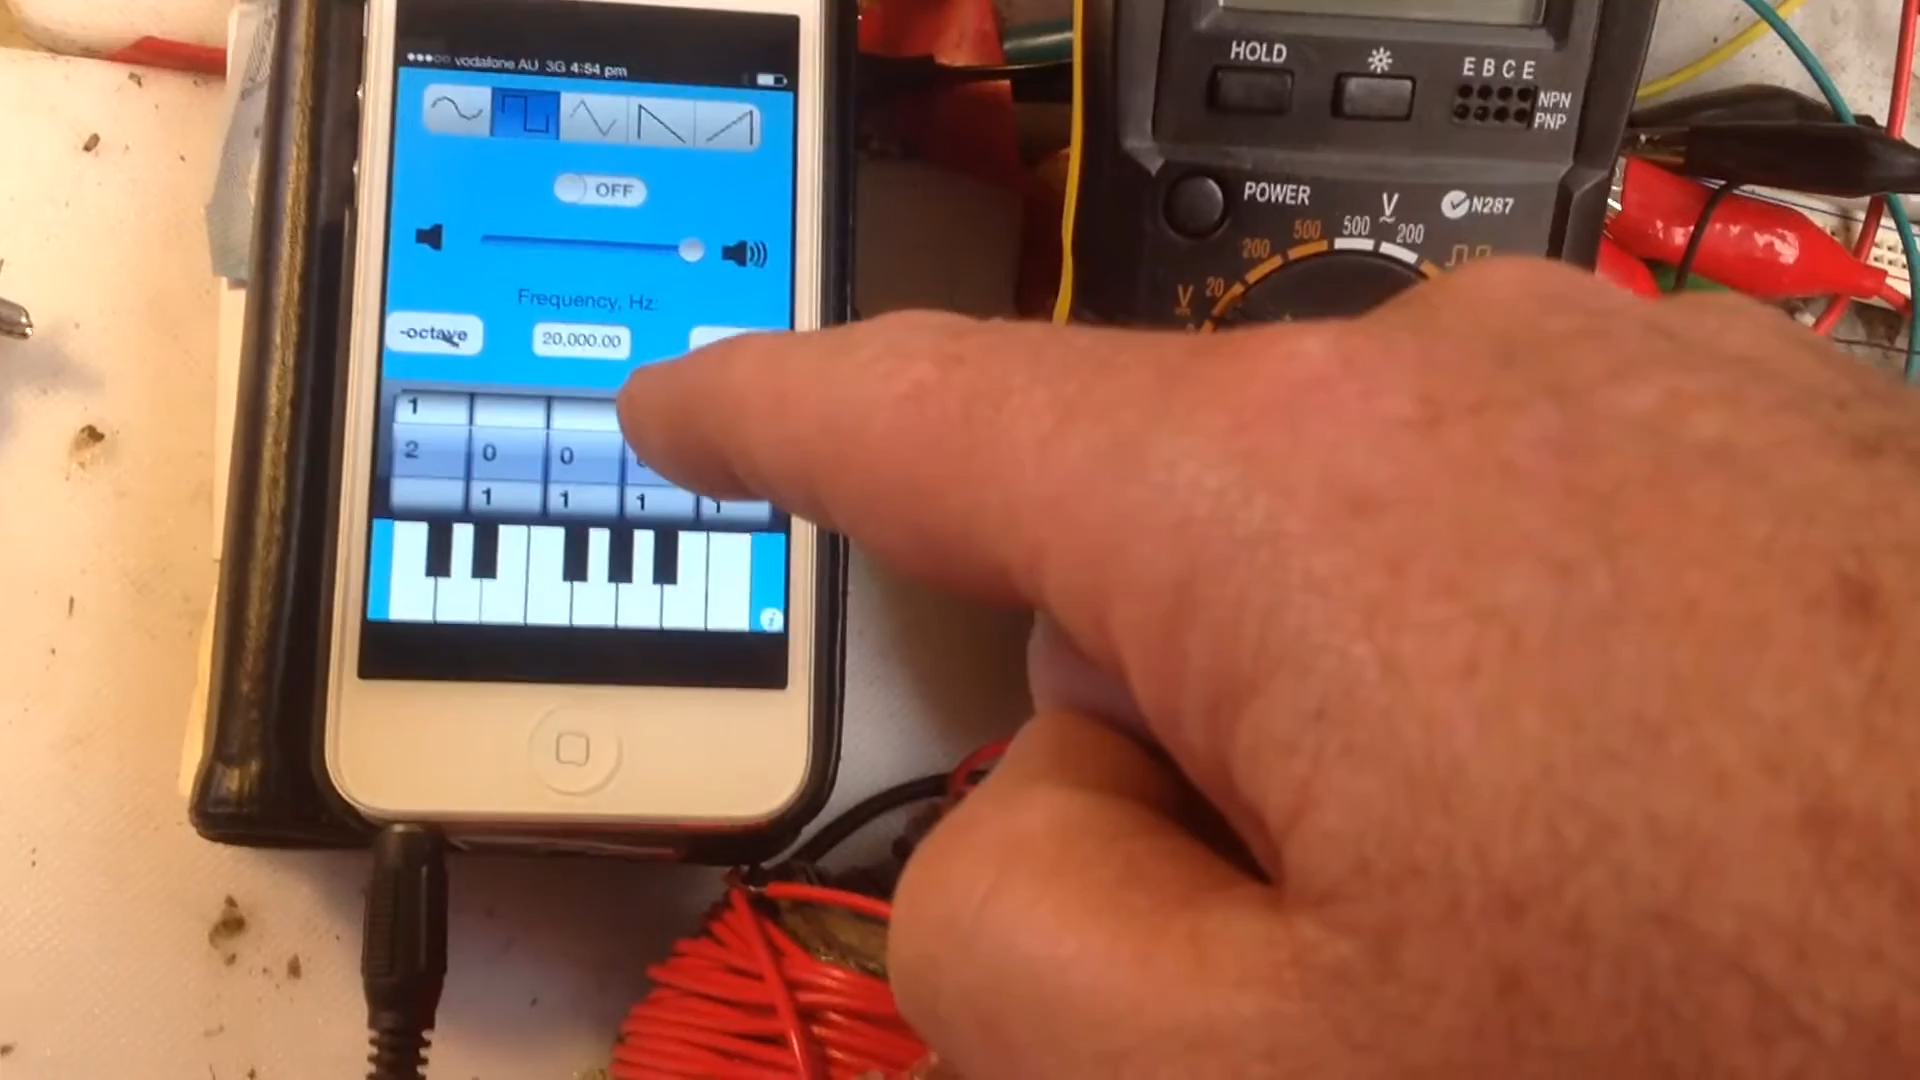 vodafone AU 3G 4:54 pm
OFF
Frequency, Hz:
-octave
20,000.00
1
2 0 0
1 1 1 1
i
HOLD
E B C E
NPN
PNP
POWER
V
N287
500
500
200
200
V
20